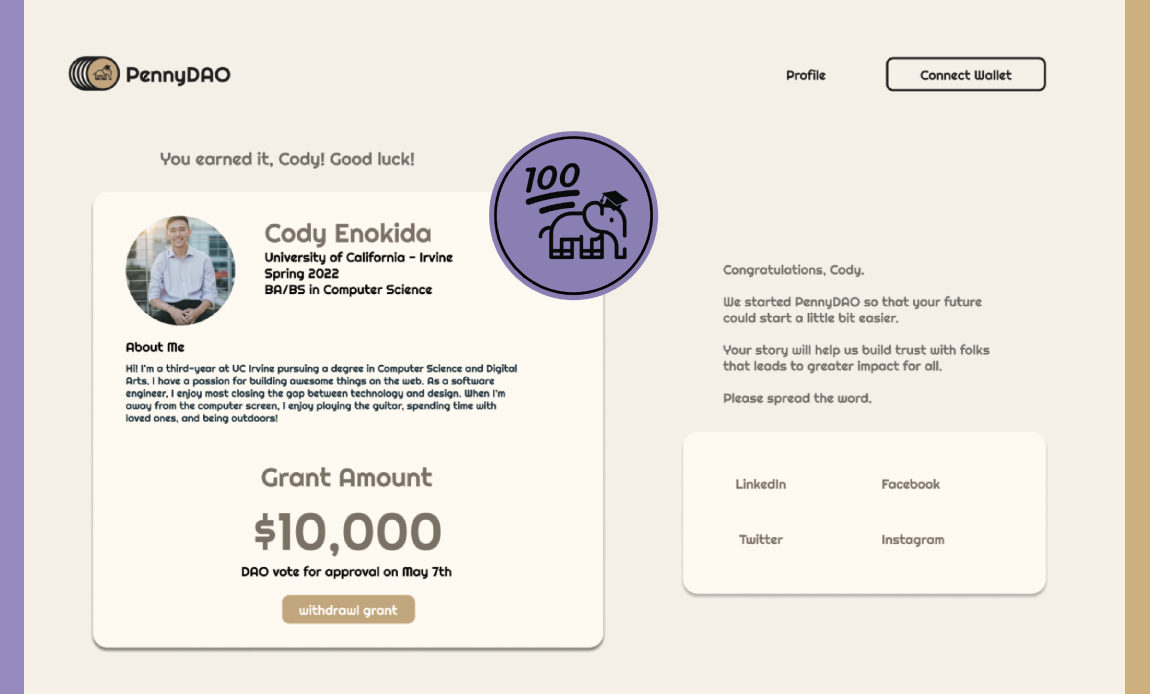 PennyDAO
Profile
Connect Wallet
You earned it, Cody! Good luck!
100
Cody Enokida
University of California - Irvine
Spring 2022
BA/BS in Computer Science
About Me
Hi! I'm a third-year at UC Irvine pursuing a degree in Computer Science and Digital
Arts. I have a passion for building awesome things on the web. As a software
engineer, I enjoy most closing the gap between technology and design. When I'm
away from the computer screen, I enjoy playing the guitar, spending time with
loved ones, and being outdoors!
Grant Amount
$10,000
DAO vote for approval on May 7th
withdrawl grant
Congratulations, Cody.
We started PennyDAO so that your future
could start a little bit easier.
Your story will help us build trust with folks
that leads to greater impact for all.
Please spread the word.
LinkedIn
Facebook
Twitter
Instagram